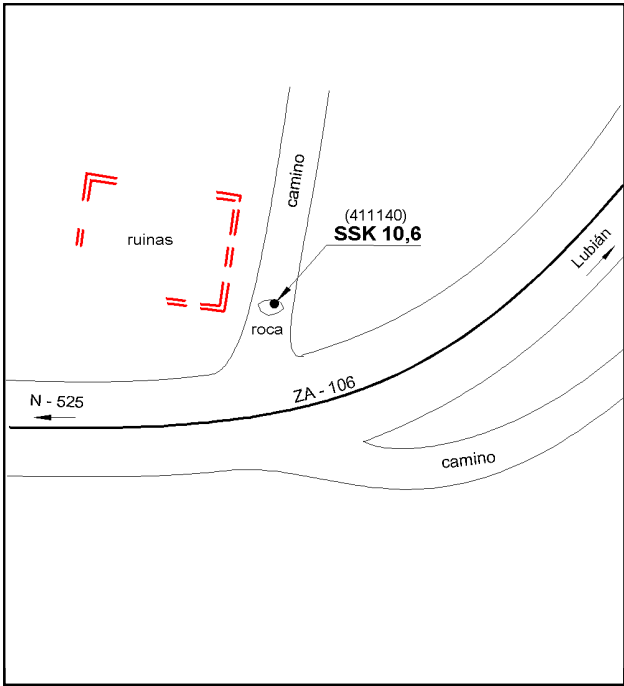 camino
(411140)
SSK 10,6
ruinas
Lubián
roca
ZA - 106
N - 525
camino